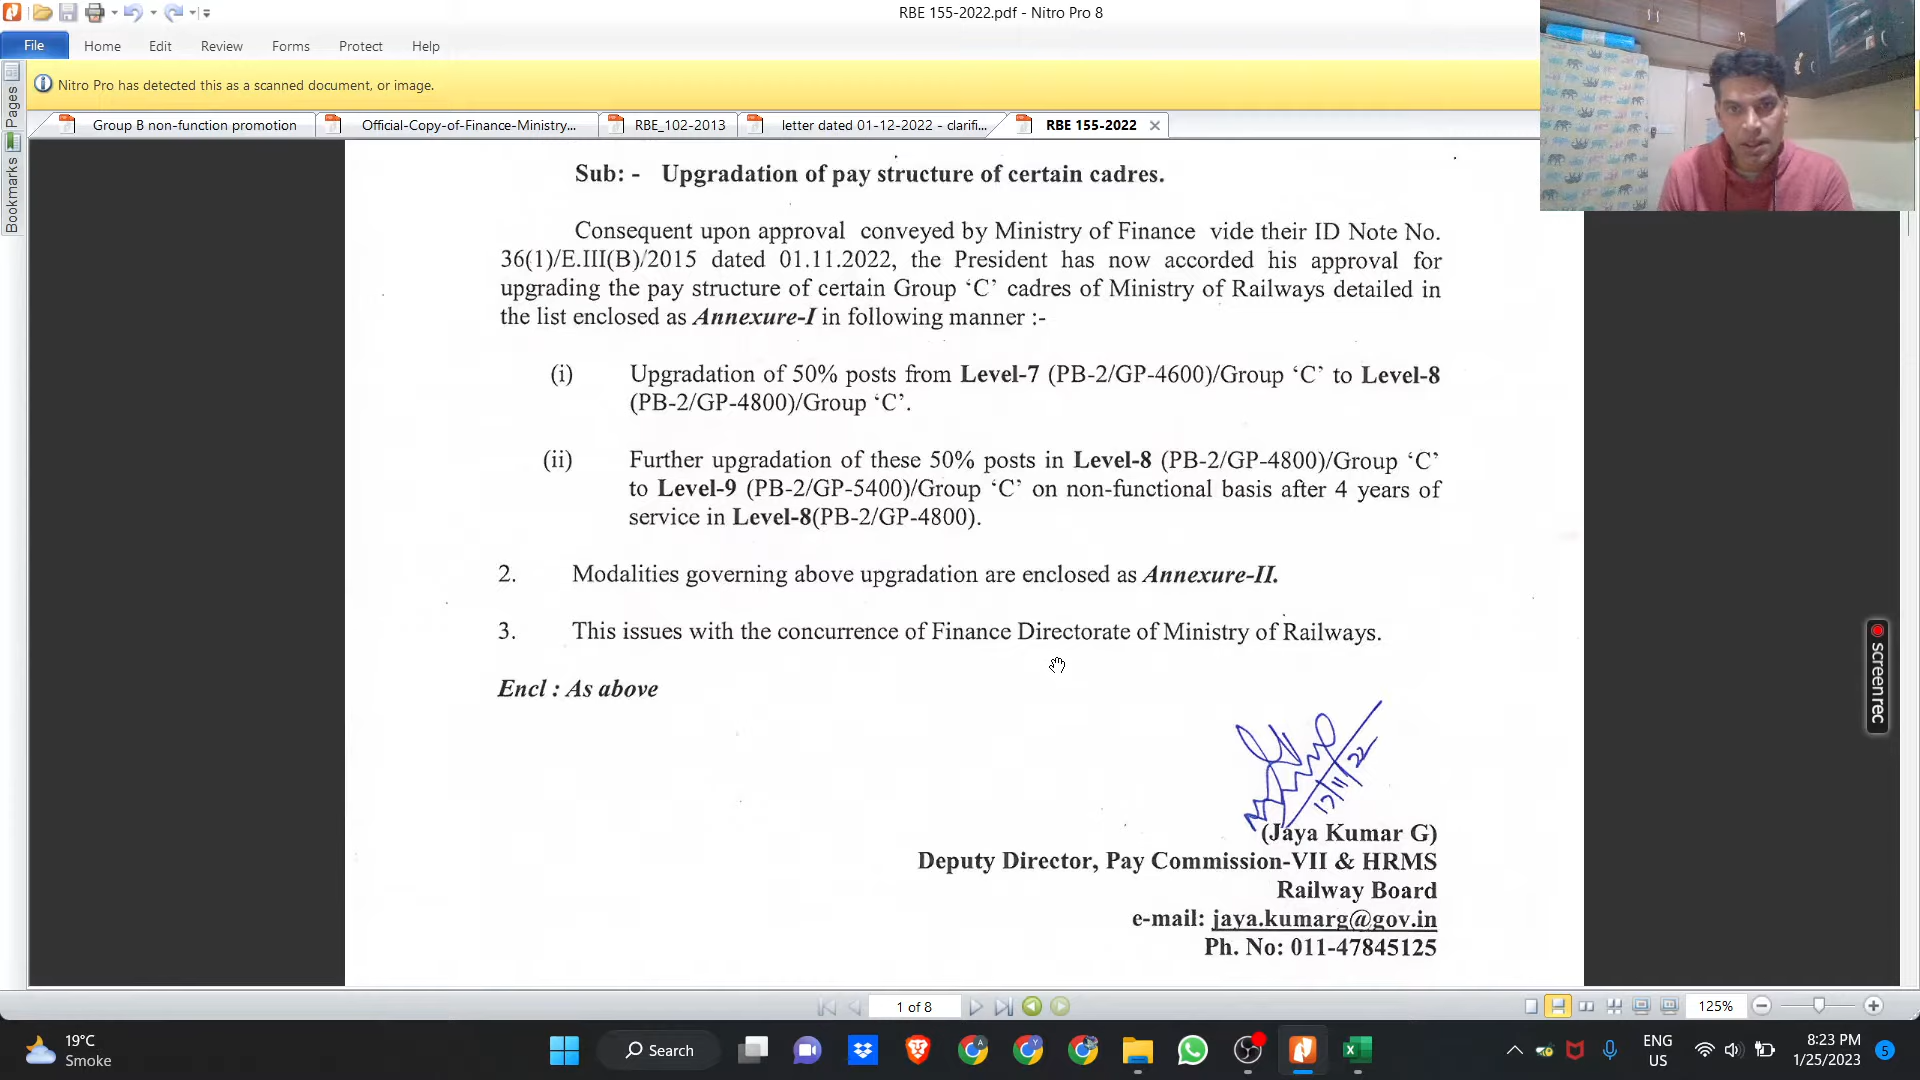 RBE 155-2022.pdf - Nitro Pro 8
File Home Edit Review Forms Protect Help
Nitro Pro has detected this as a scanned document, or image.
Pages
Bookmarks
Group B non-function promotion
Official-Copy-of-Finance-Ministry...
RBE_102-2013
letter dated 01-12-2022 - clarifi...
RBE 155-2022
Sub: - Upgradation of pay structure of certain cadres.
Consequent upon approval conveyed by Ministry of Finance vide their ID Note No.
36(1)/E.III(B)/2015 dated 01.11.2022, the President has now accorded his approval for
upgrading the pay structure of certain Group ‘C’ cadres of Ministry of Railways detailed in
the list enclosed as Annexure-I in following manner :-
(i) Upgradation of 50% posts from Level-7 (PB-2/GP-4600)/Group ‘C’ to Level-8
(PB-2/GP-4800)/Group ‘C’.
(ii) Further upgradation of these 50% posts in Level-8 (PB-2/GP-4800)/Group ‘C’
to Level-9 (PB-2/GP-5400)/Group ‘C’ on non-functional basis after 4 years of
service in Level-8(PB-2/GP-4800).
2. Modalities governing above upgradation are enclosed as Annexure-II.
3. This issues with the concurrence of Finance Directorate of Ministry of Railways.
Encl : As above
17/11/22
(Jaya Kumar G)
Deputy Director, Pay Commission-VII & HRMS
Railway Board
e-mail: jaya.kumarg@gov.in
Ph. No: 011-47845125
screenrec
1 of 8
125%
19°C
Smoke
Search
ENG
US
8:23 PM
1/25/2023
5